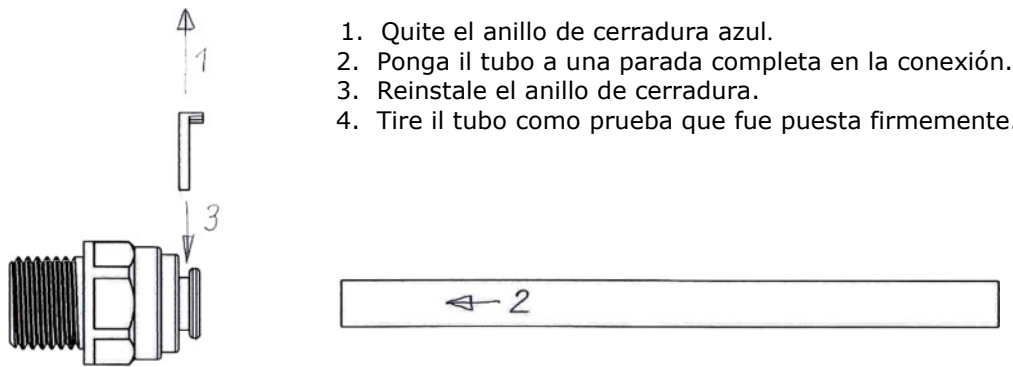 1. Quite el anillo de cerradura azul.
2. Ponga il tubo a una parada completa en la conexión.
3. Reinstale el anillo de cerradura.
4. Tire il tubo como prueba que fue puesta firmemente.
1
3
2